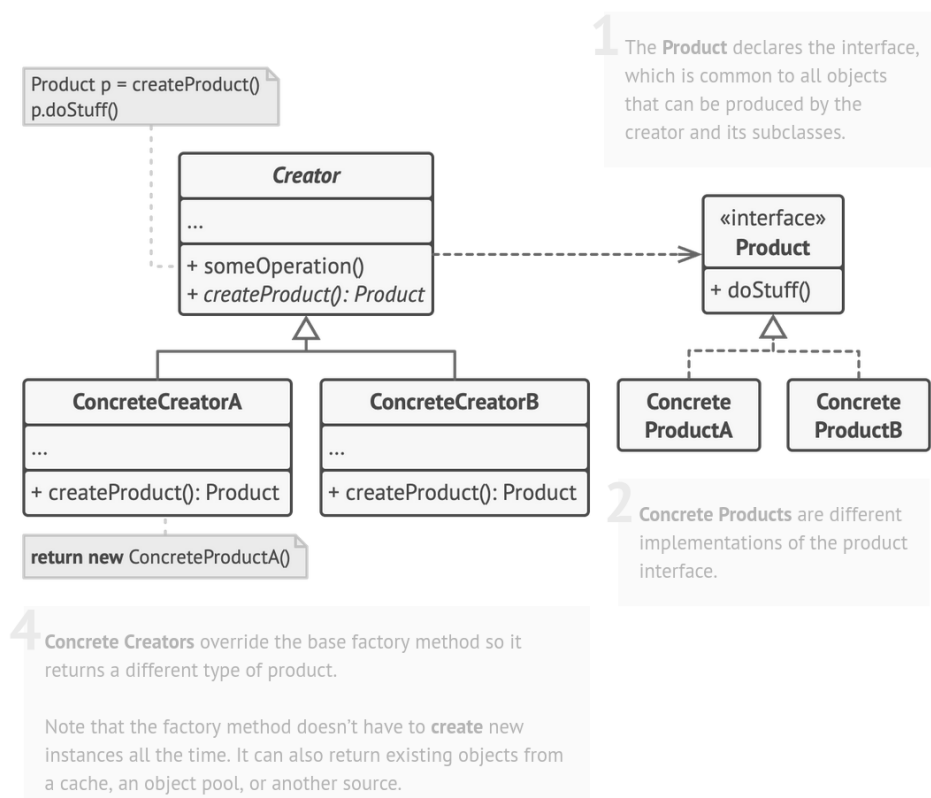 1
The Product declares the interface,
which is common to all objects
that can be produced by the
creator and its subclasses.
Product p = createProduct()
p.doStuff()
Creator
...
+ someOperation()
+ createProduct(): Product
«interface»
Product
+ doStuff()
ConcreteCreatorA
...
+ createProduct(): Product
ConcreteCreatorB
...
+ createProduct(): Product
Concrete
ProductA
Concrete
ProductB
return new ConcreteProductA()
2
Concrete Products are different
implementations of the product
interface.
4
Concrete Creators override the base factory method so it
returns a different type of product.
Note that the factory method doesn’t have to create new
instances all the time. It can also return existing objects from
a cache, an object pool, or another source.